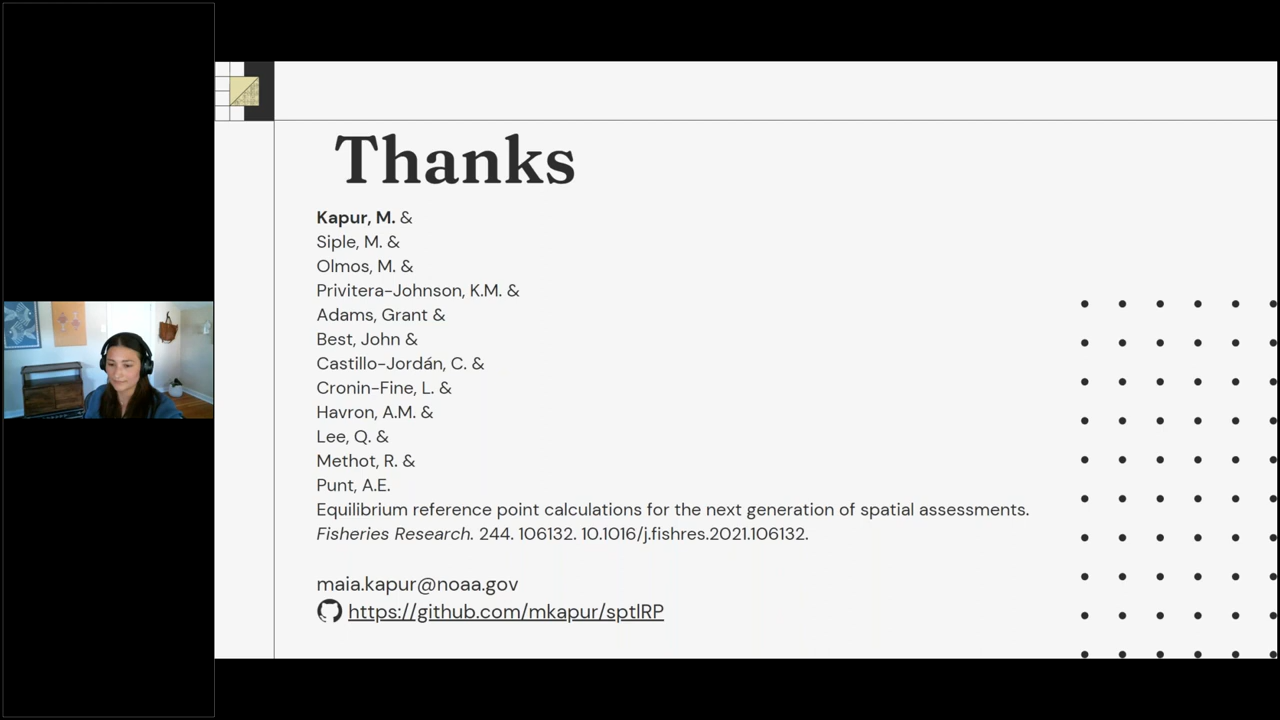 Thanks
Kapur, M. &
Siple, M. &
Olmos, M. &
Privitera-Johnson, K.M. &
Adams, Grant &
Best, John &
Castillo-Jordán, C. &
Cronin-Fine, L. &
Havron, A.M. &
Lee, Q. &
Methot, R. &
Punt, A.E.
Equilibrium reference point calculations for the next generation of spatial assessments.
Fisheries Research. 244. 106132. 10.1016/j.fishres.2021.106132.
maia.kapur@noaa.gov
https://github.com/mkapur/sptlRP